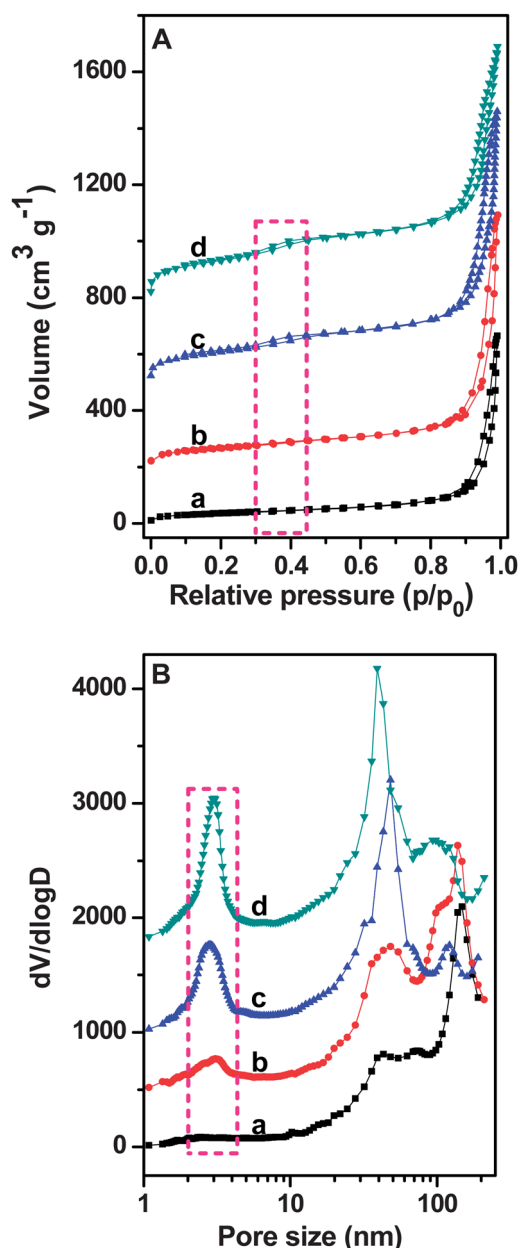 A
1600
1200
800
400
0
d
c
b
a
0.0 0.2 0.4 0.6 0.8 1.0
Volume (cm³ g⁻¹)
Relative pressure (p/p₀)
B
4000
3000
2000
1000
0
d
c
b
a
1 10 100
dV/dlogD
Pore size (nm)